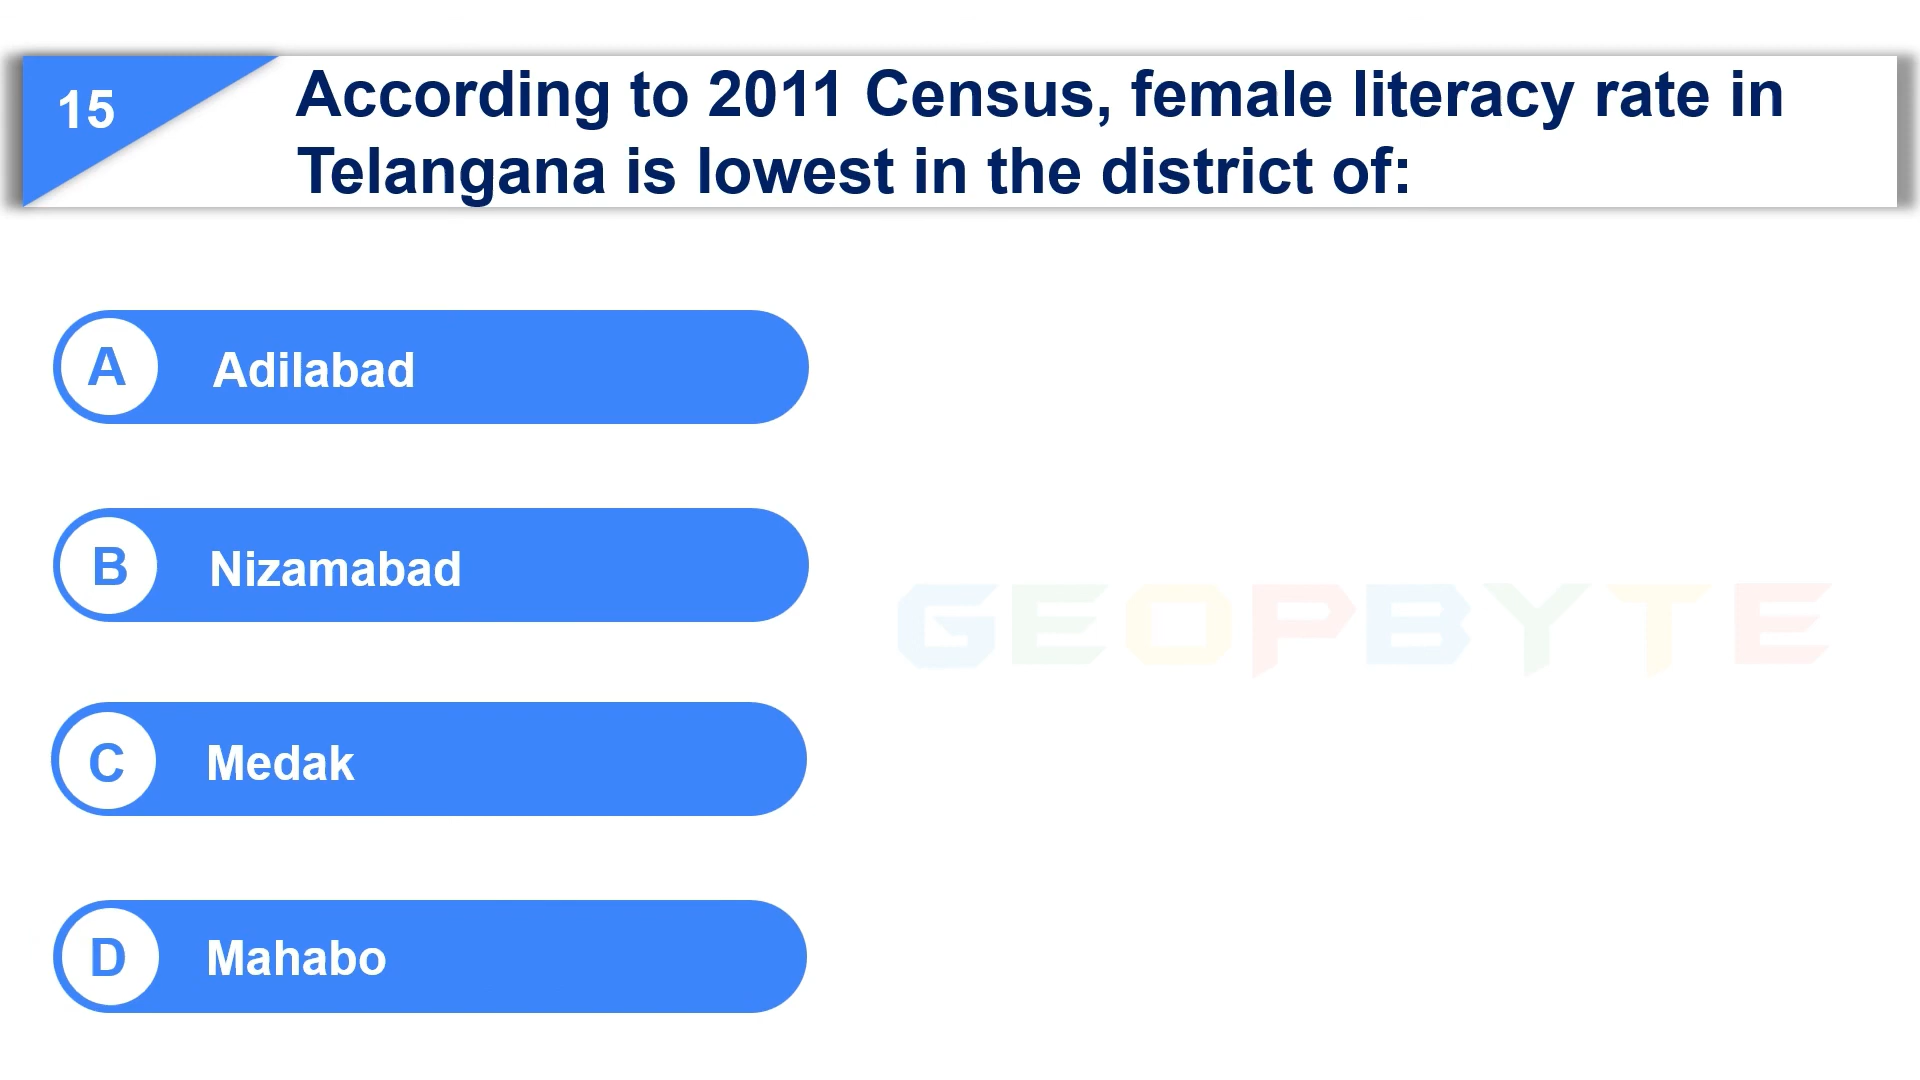 15
According to 2011 Census, female literacy rate in
Telangana is lowest in the district of:
A Adilabad
B Nizamabad
GEOPBYTE
C Medak
D Mahabo